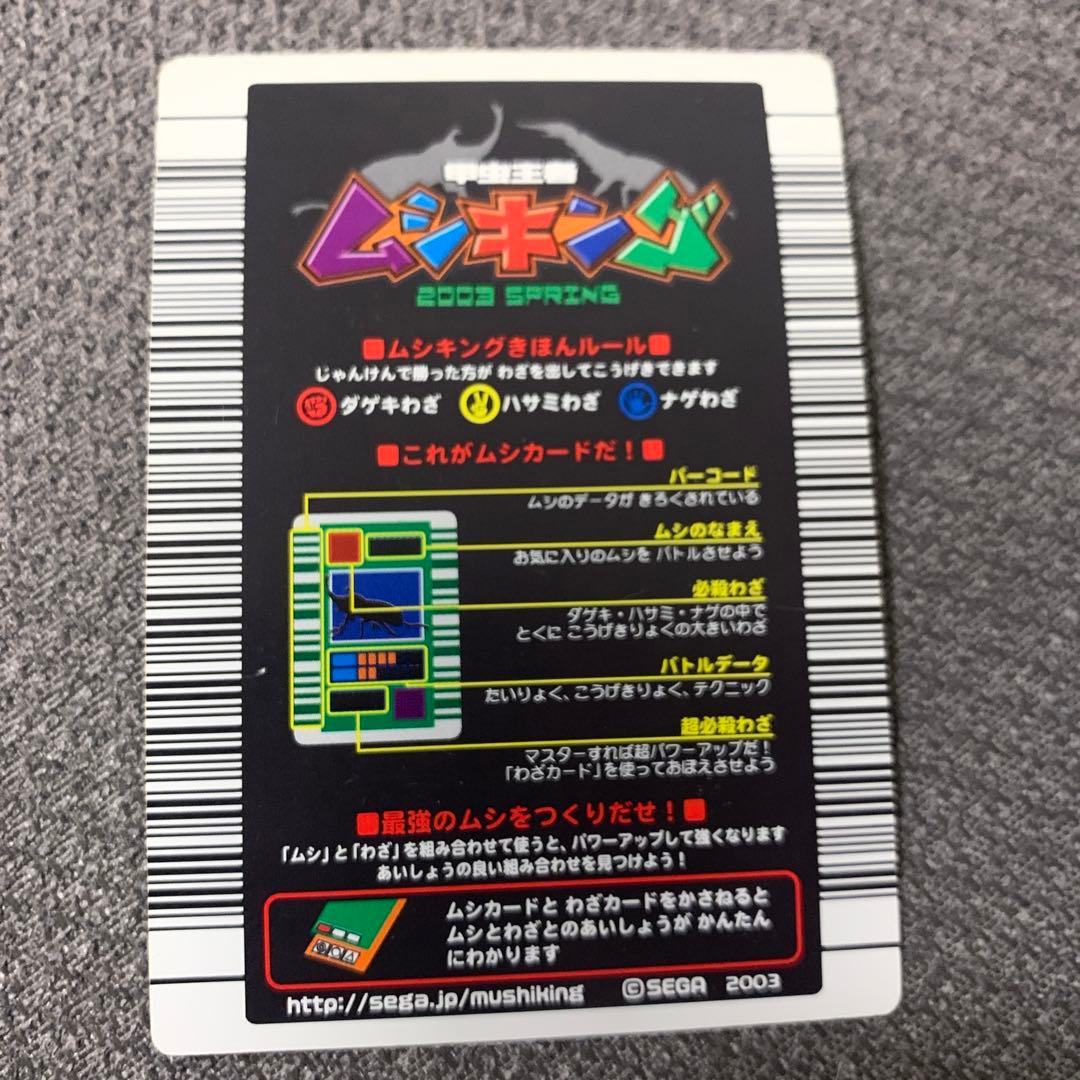 甲虫王者
ムシキング
2003 SPRING
ムシキングきほんルール
じゃんけんで勝った方が わざを出してこうげきできます
ダゲキわざ ハサミわざ ナゲわざ
これがムシカードだ!
バーコード
ムシのデータが きろくされている
ムシのなまえ
お気に入りのムシを バトルさせよう
必殺わざ
ダゲキ・ハサミ・ナゲの中で
とくに こうげきりょくの大きいわざ
バトルデータ
たいりょく、こうげきりょく、テクニック
超必殺わざ
マスターすれば超パワーアップだ!
「わざカード」を使っておぼえさせよう
最強のムシをつくりだせ!
「ムシ」と「わざ」を組み合わせて使うと、パワーアップして強くなります
あいしょうの良い組み合わせを見つけよう!
ムシカードと わざカードをかさねると
ムシとわざとのあいしょうが かんたん
にわかります
http://sega.jp/mushiking ©SEGA 2003